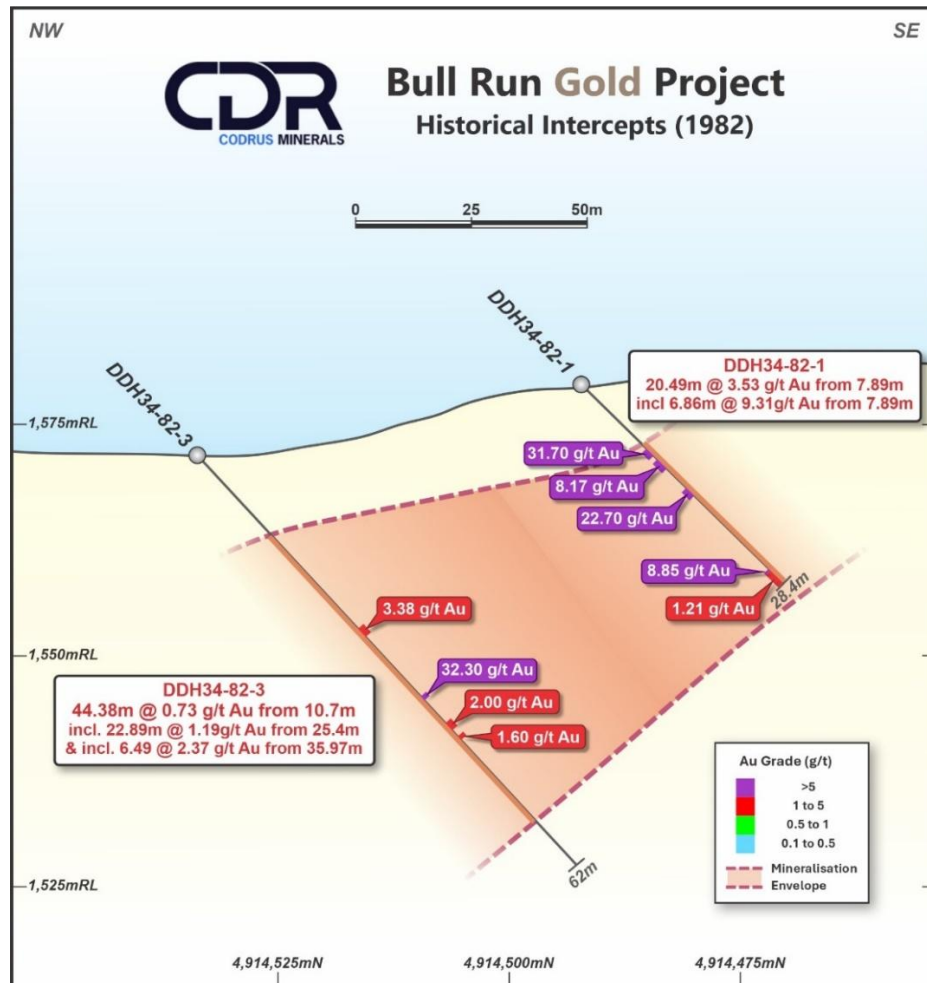 NW
SE
CDR
CODRUS MINERALS
Bull Run Gold Project
Historical Intercepts (1982)
0 25 50m
DDH34-82-1
DDH34-82-3
DDH34-82-1
20.49m @ 3.53 g/t Au from 7.89m
incl 6.86m @ 9.31g/t Au from 7.89m
1,575mRL
31.70 g/t Au
8.17 g/t Au
22.70 g/t Au
8.85 g/t Au
1.21 g/t Au
28.4m
3.38 g/t Au
1,550mRL
32.30 g/t Au
2.00 g/t Au
1.60 g/t Au
DDH34-82-3
44.38m @ 0.73 g/t Au from 10.7m
incl. 22.89m @ 1.19g/t Au from 25.4m
& incl. 6.49 @ 2.37 g/t Au from 35.97m
62m
1,525mRL
Au Grade (g/t)
>5
1 to 5
0.5 to 1
0.1 to 0.5
Mineralisation
Envelope
4,914,525mN 4,914,500mN 4,914,475mN